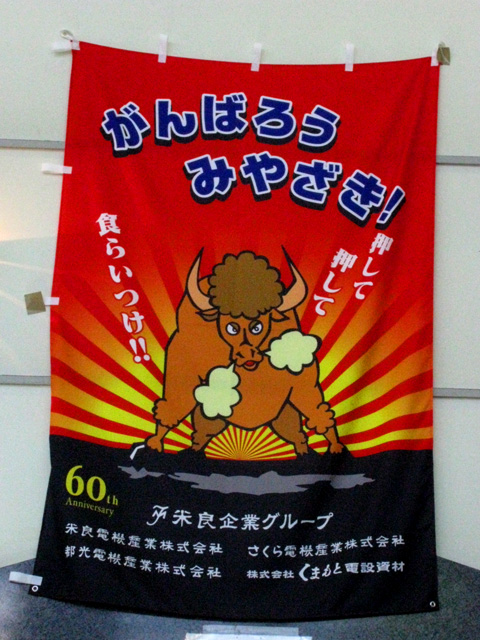 がんばろう
みやざき!
押して
押して
食らいつけ!!
60th
Anniversary
米良企業グループ
米良電機産業株式会社
さくら電機産業株式会社
都光電機産業株式会社
株式会社くまもと電設資材